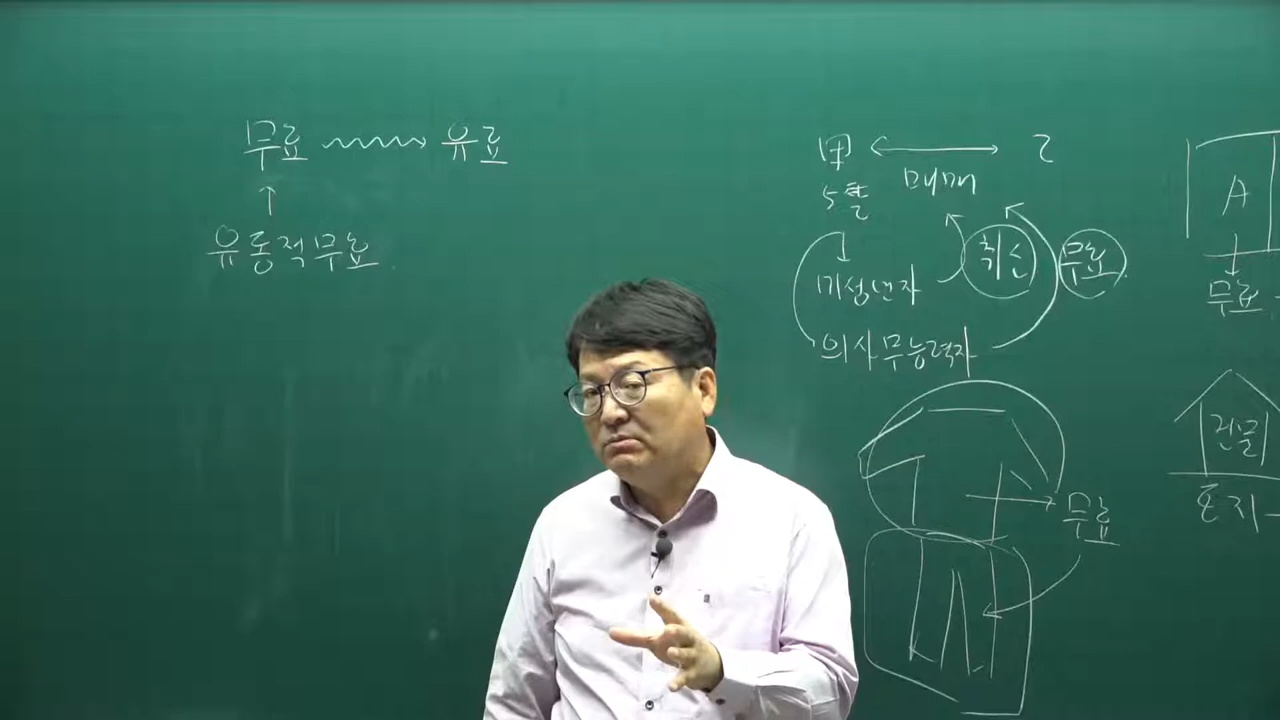 무효 → 유효
↑
유동적무효
甲 ↔ 乙
매매
5살
↓
미성년자
취소
무효
의사무능력자
무효
A
↓
무효
건물
토지